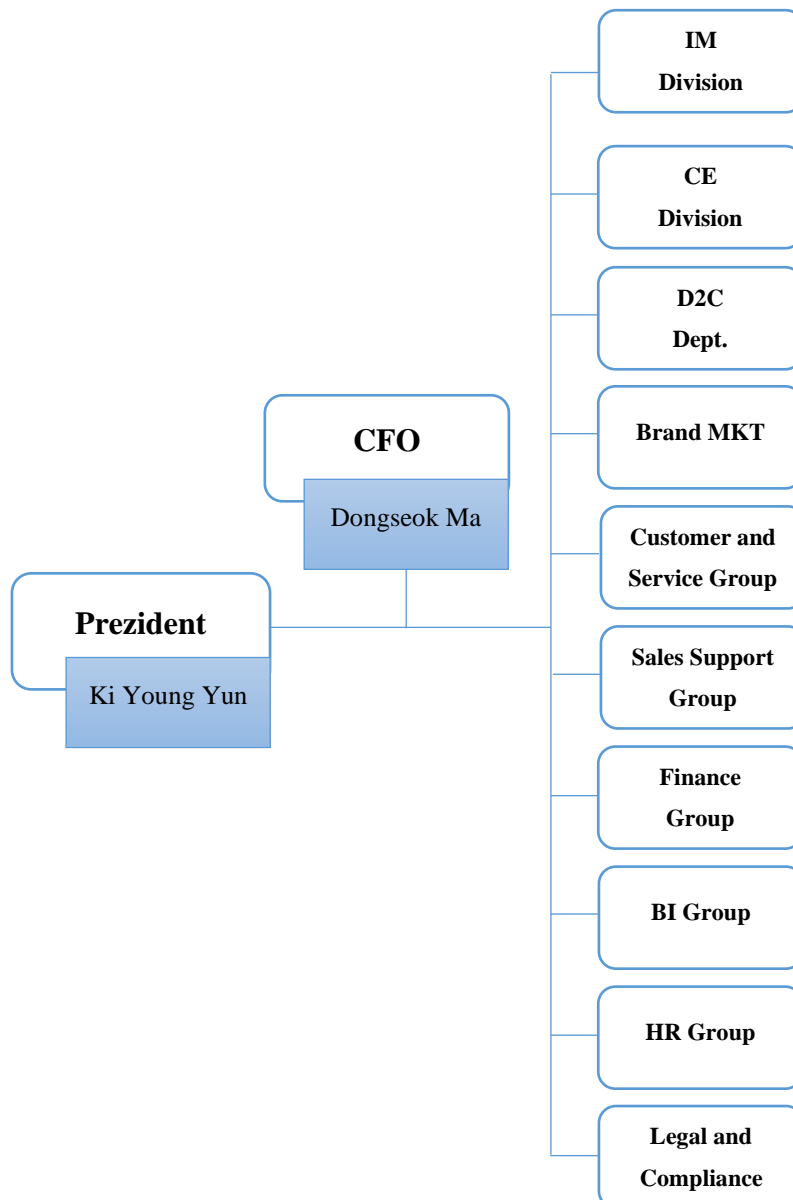 IM
Division
CE
Division
D2C
Dept.
CFO
Dongseok Ma
Brand MKT
Customer and
Service Group
Prezident
Ki Young Yun
Sales Support
Group
Finance
Group
BI Group
HR Group
Legal and
Compliance